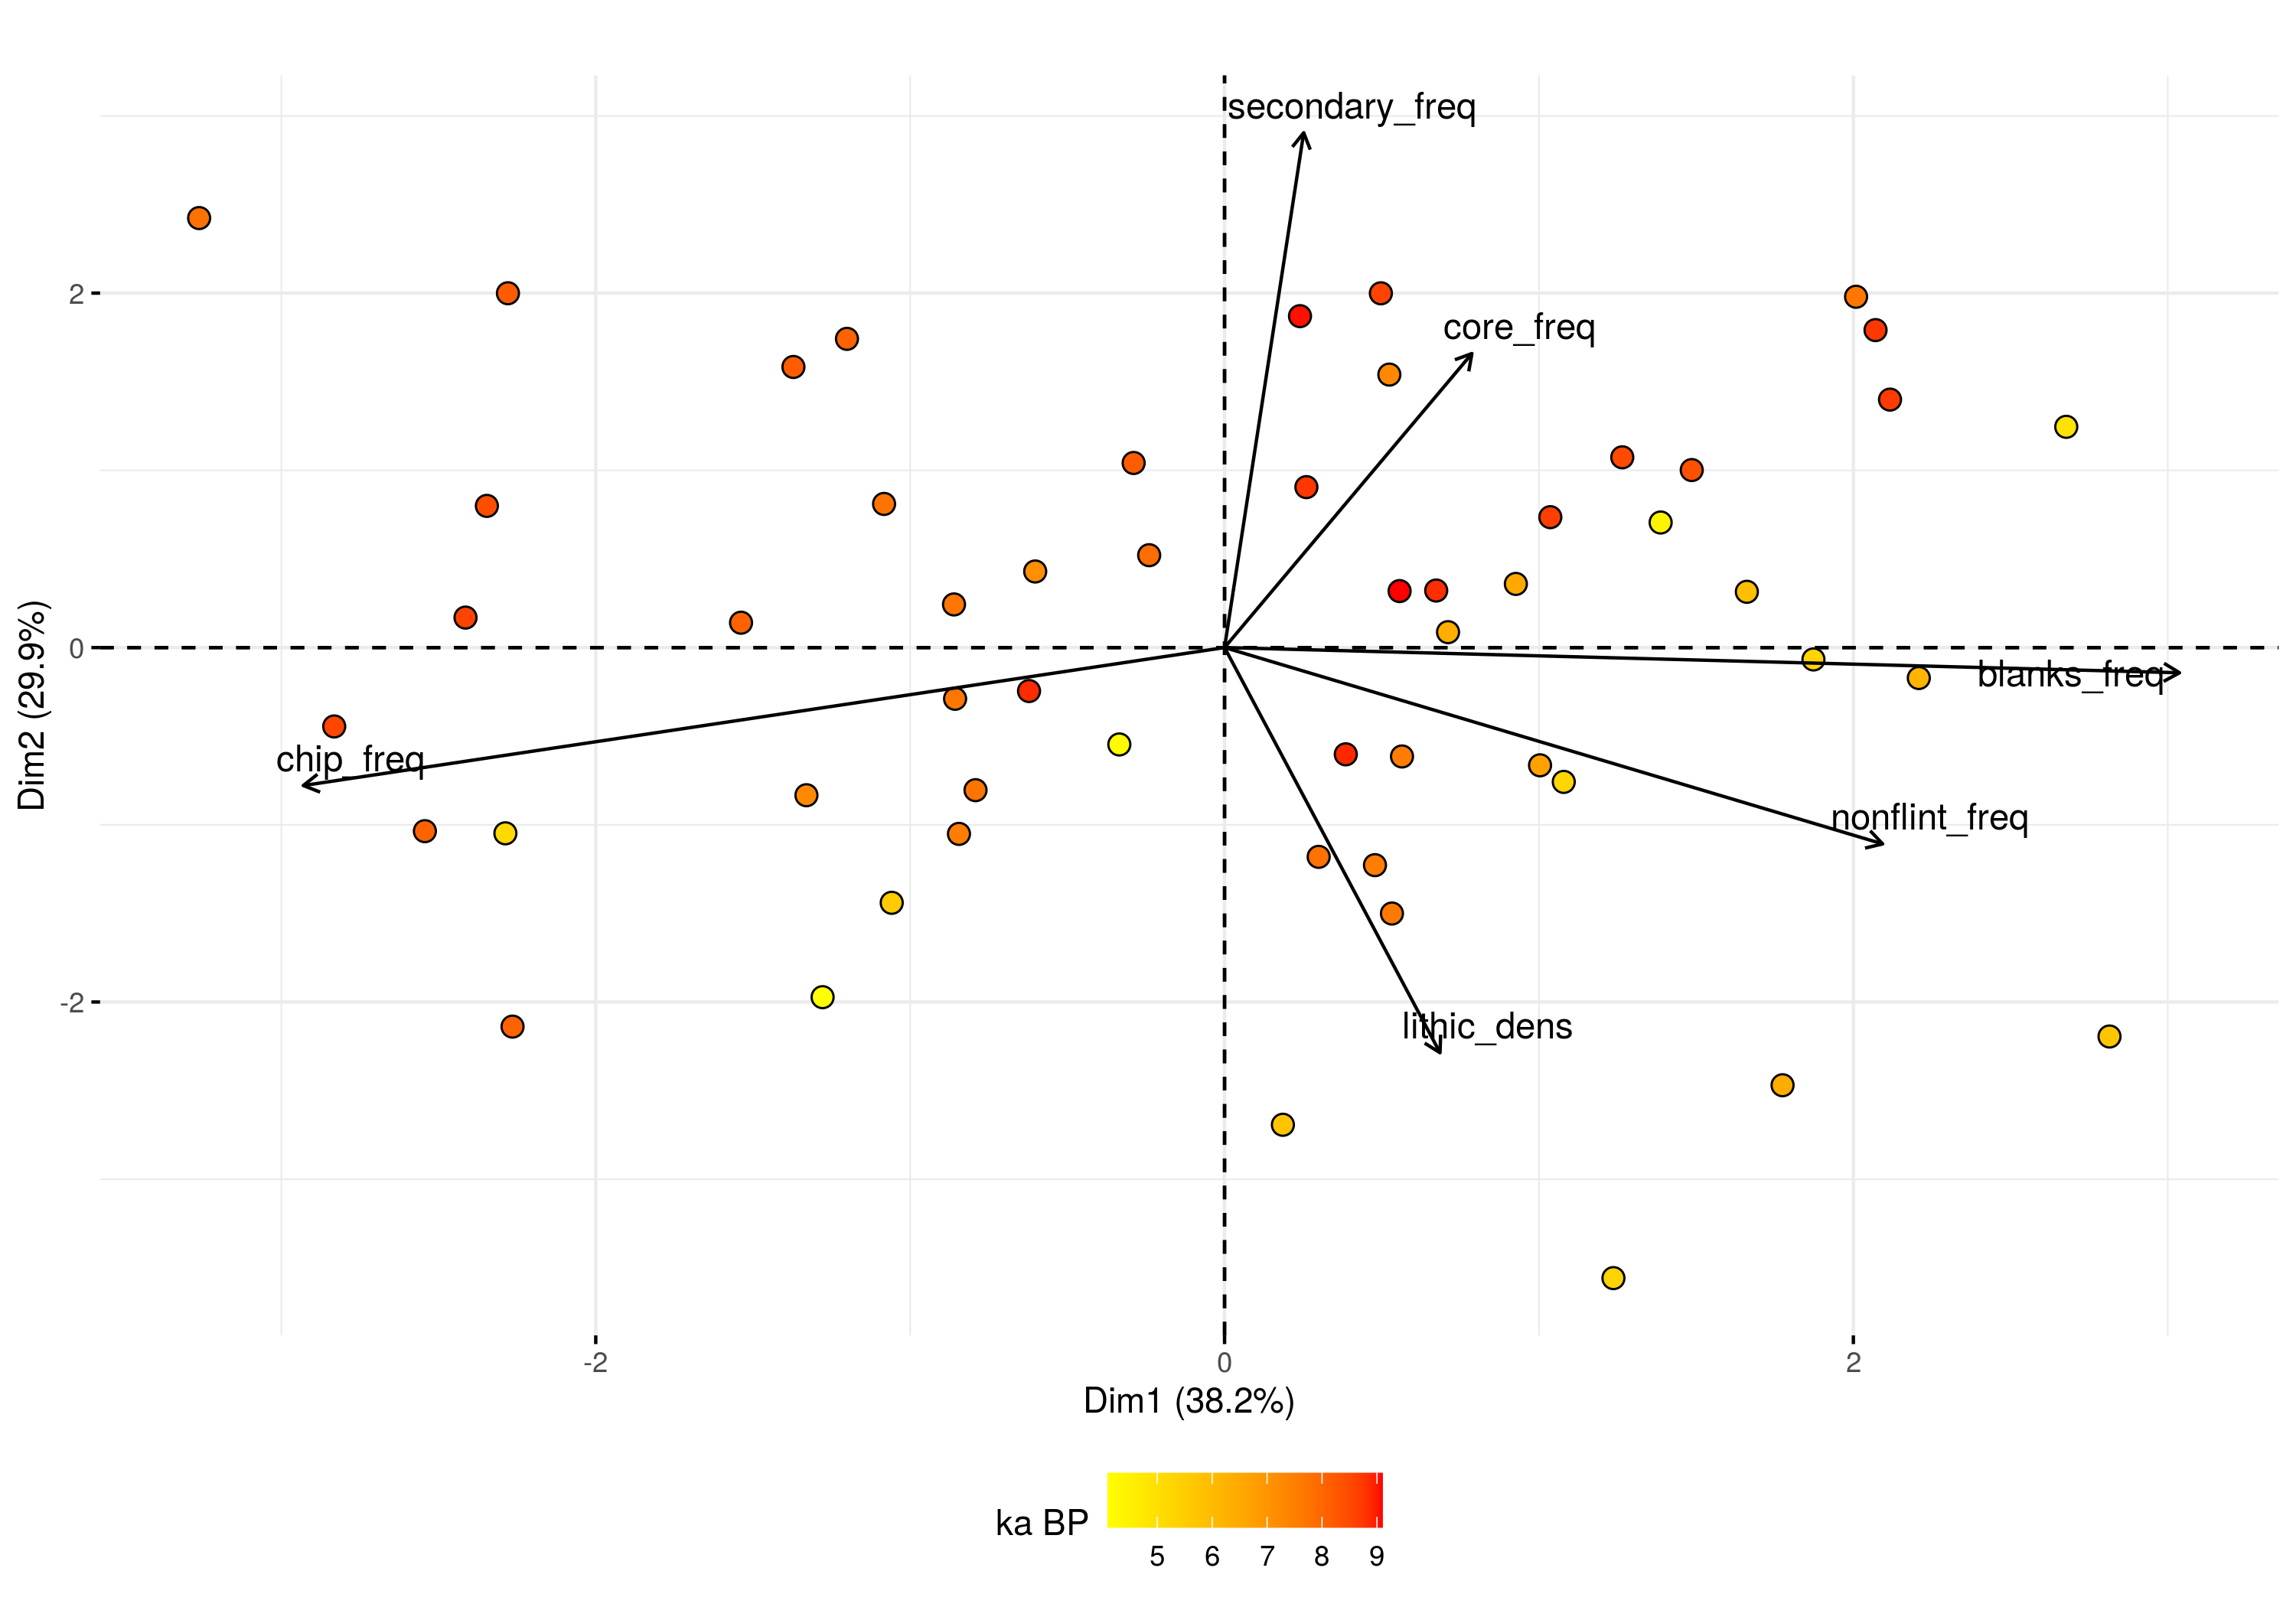 secondary_freq
core_freq
blanks_freq
chip_freq
nonflint_freq
lithic_dens
2
0
-2
Dim2 (29.9%)
-2
0
2
Dim1 (38.2%)
ka BP
5
6
7
8
9